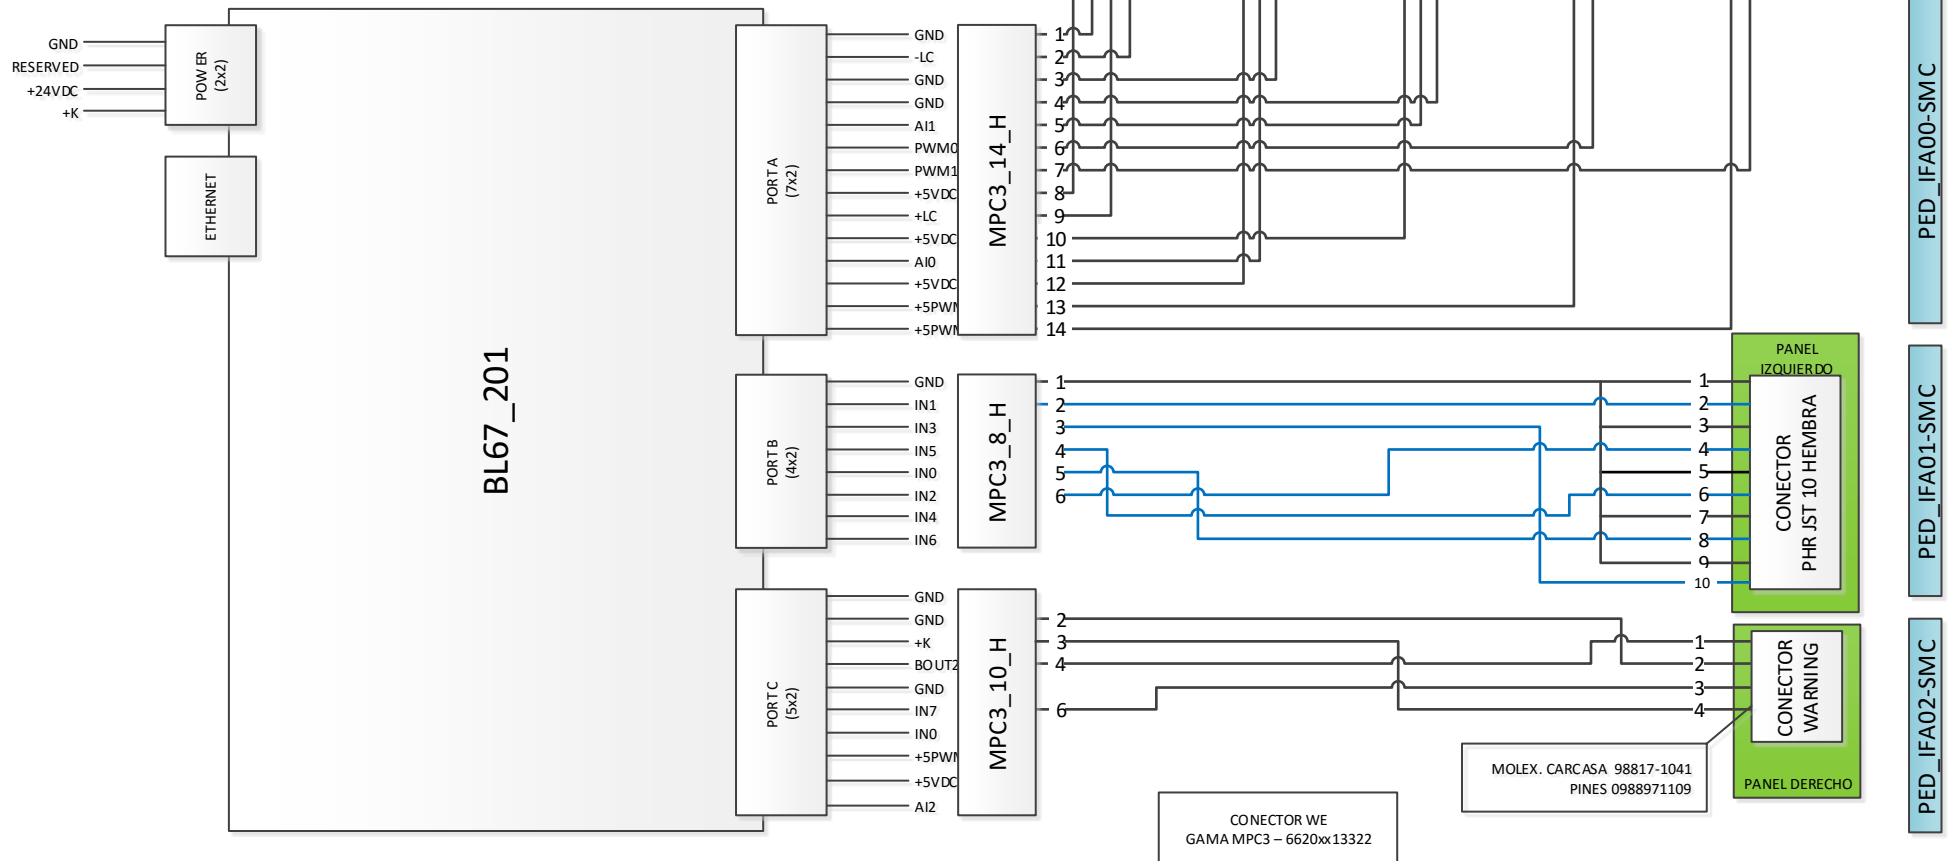 GND
RESERVED
+24VDC
+K
POWER
(2x2)
ETHERNET
BL67_201
PORT A
(7x2)
GND
-LC
GND
GND
AI1
PWM0
PWM1
+5VDC
+LC
+5VDC
AI0
+5VDC
+5PWM
+5PWM
MPC3_14_H
1
2
3
4
5
6
7
8
9
10
11
12
13
14
PED_IFA00-SMC
PORT B
(4x2)
GND
IN1
IN3
IN5
IN0
IN2
IN4
IN6
MPC3_8_H
1
2
3
4
5
6
1
2
3
4
5
6
7
8
9
10
PANEL
IZQUIERDO
CONECTOR
PHR JST 10 HEMBRA
PED_IFA01-SMC
PORT C
(5x2)
GND
GND
+K
BOUT2
GND
IN7
IN0
+5PWM
+5VDC
AI2
MPC3_10_H
2
3
4
6
1
2
3
4
CONECTOR
WARNING
PANEL DERECHO
PED_IFA02-SMC
MOLEX. CARCASA 98817-1041
PINES 0988971109
CONECTOR WE
GAMA MPC3 – 6620xx13322